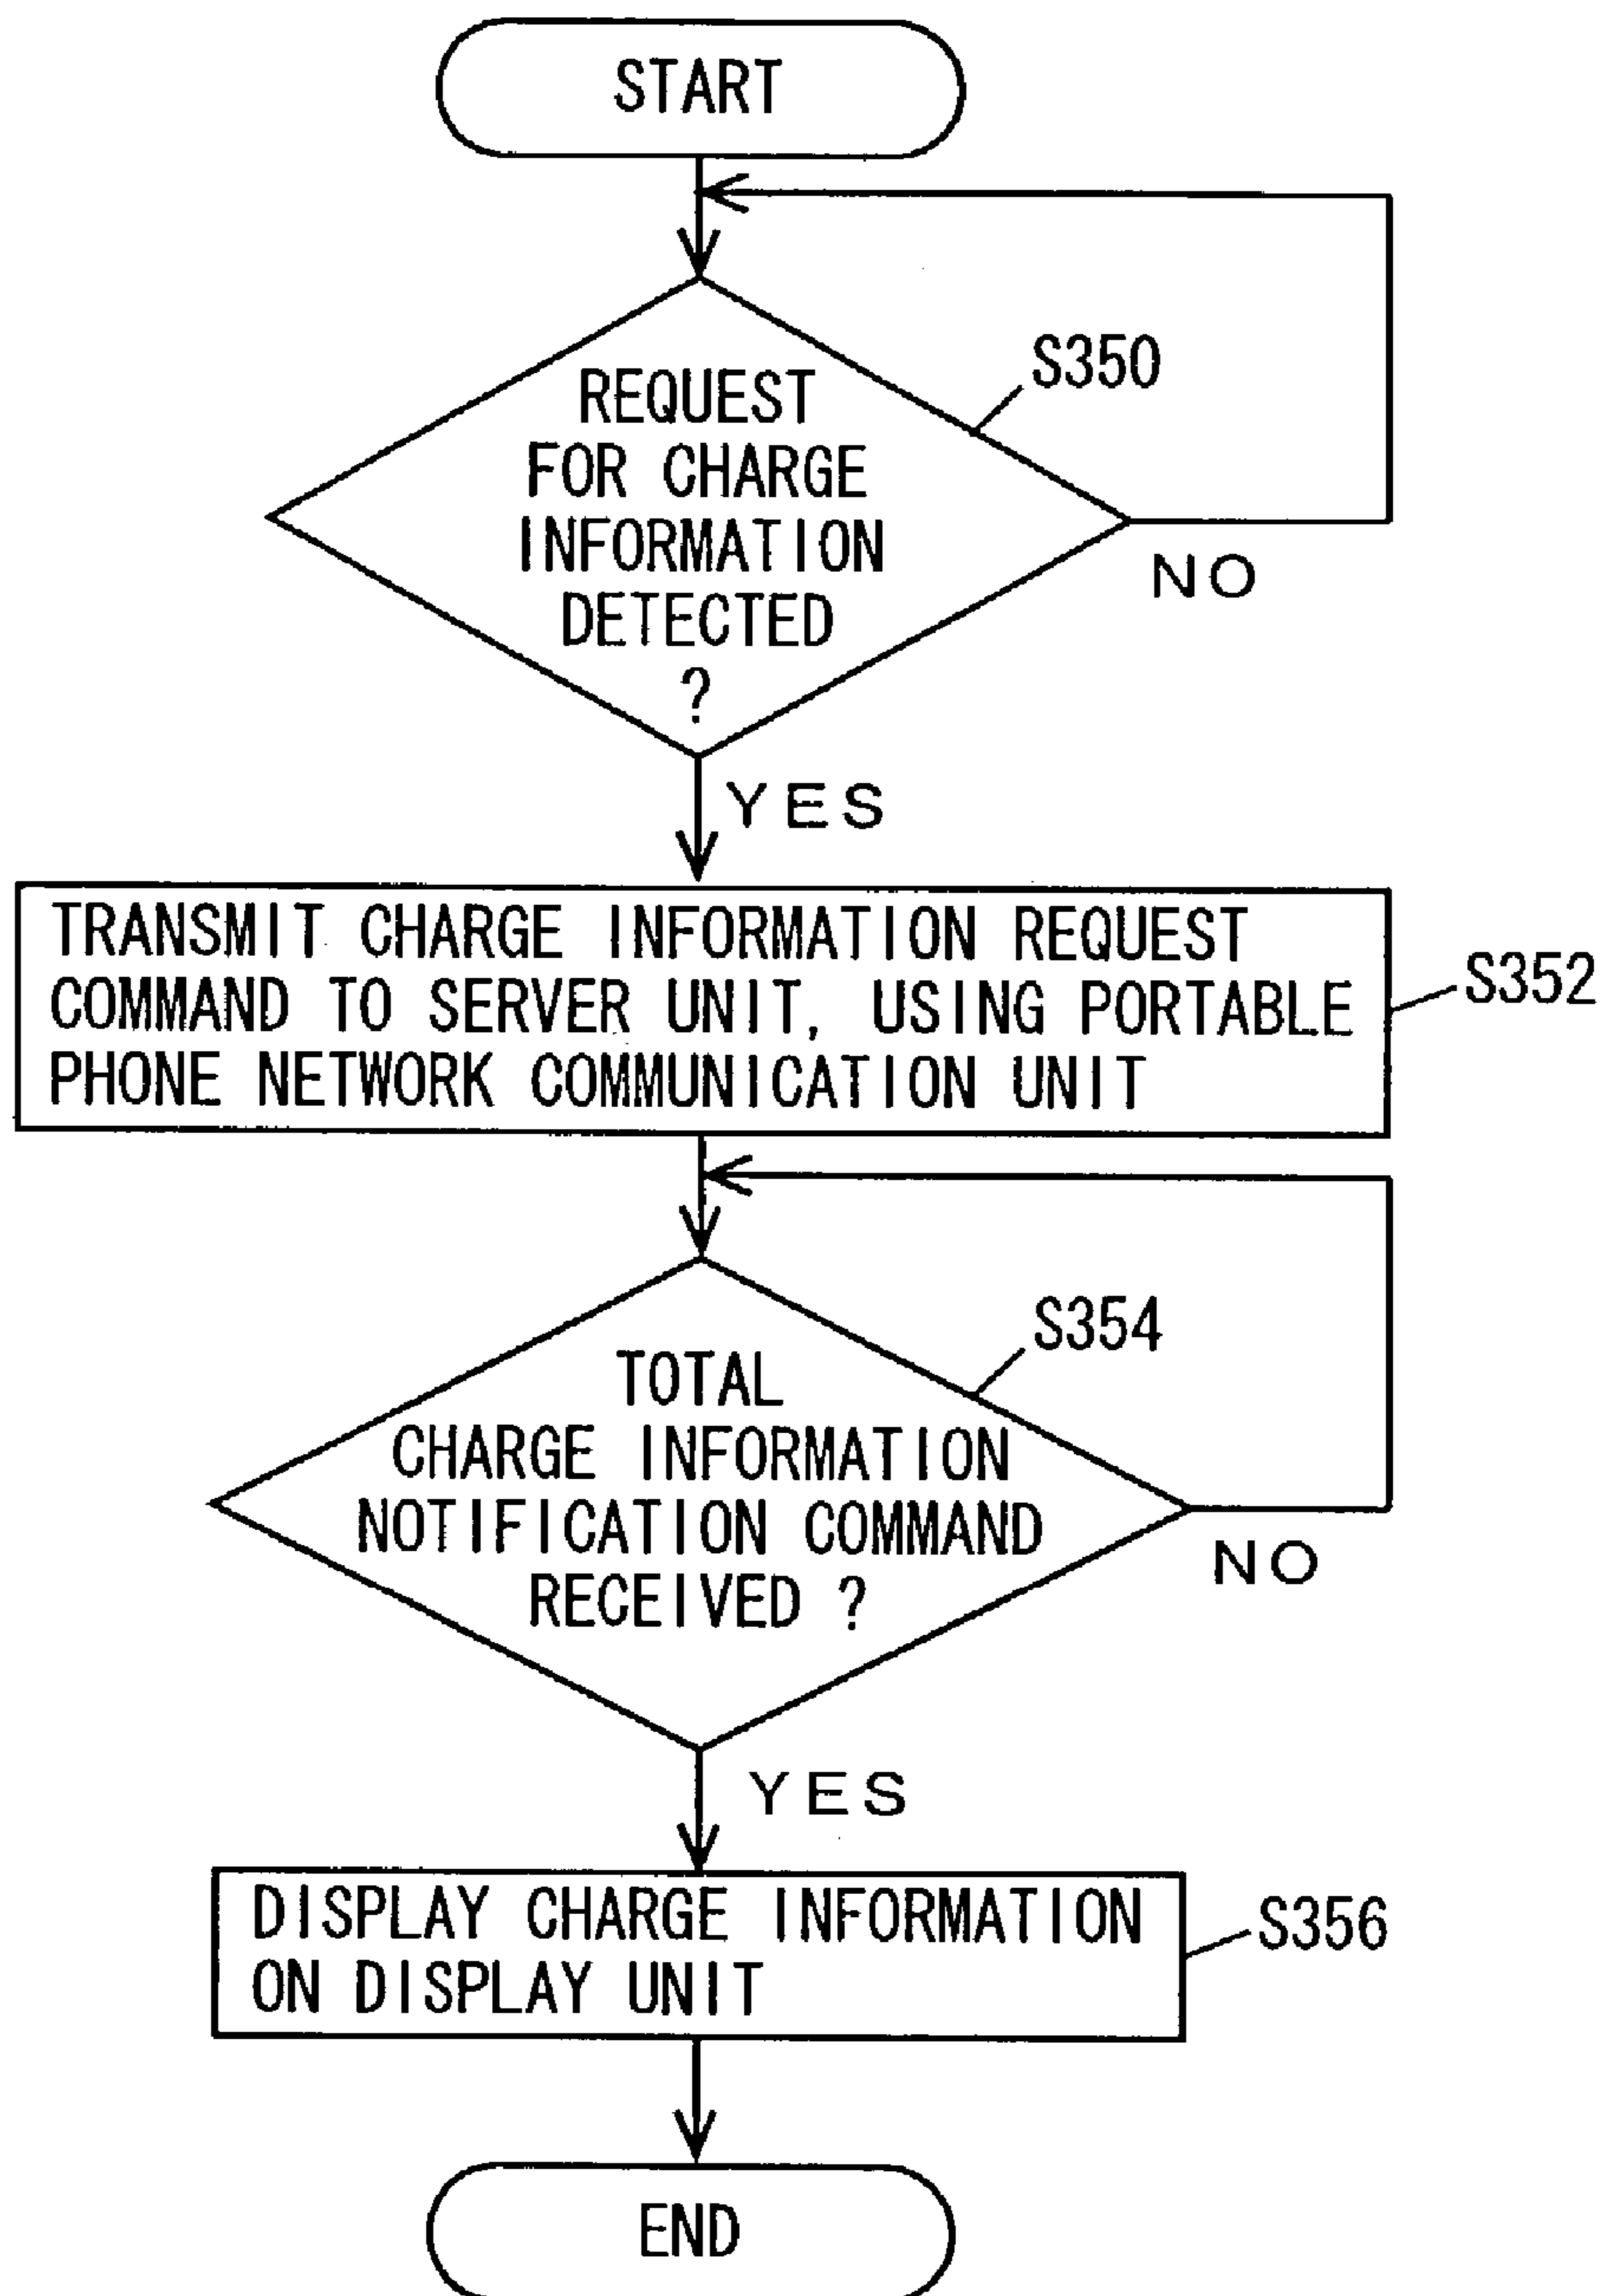 START
S350
REQUEST
FOR CHARGE
INFORMATION
DETECTED
?
NO
YES
TRANSMIT CHARGE INFORMATION REQUEST
COMMAND TO SERVER UNIT, USING PORTABLE
PHONE NETWORK COMMUNICATION UNIT
S352
S354
TOTAL
CHARGE INFORMATION
NOTIFICATION COMMAND
RECEIVED ?
NO
YES
DISPLAY CHARGE INFORMATION
ON DISPLAY UNIT
S356
END